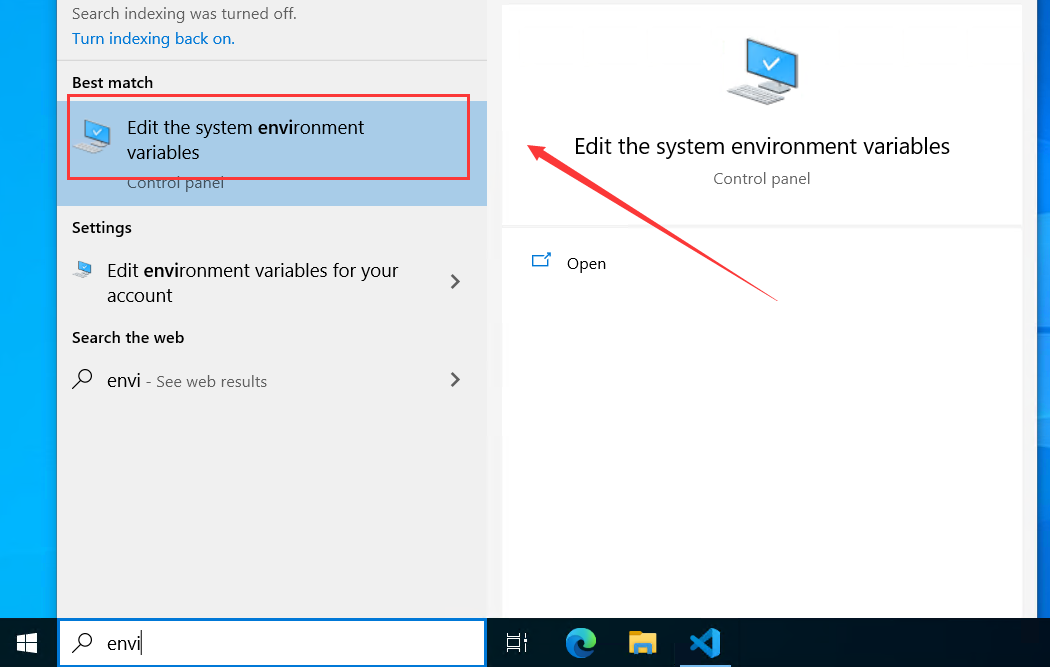 Search indexing was turned off.
Turn indexing back on.
Best match
Edit the system environment
variables
Control panel
Settings
Edit environment variables for your
account
Search the web
envi - See web results
envi
Edit the system environment variables
Control panel
Open